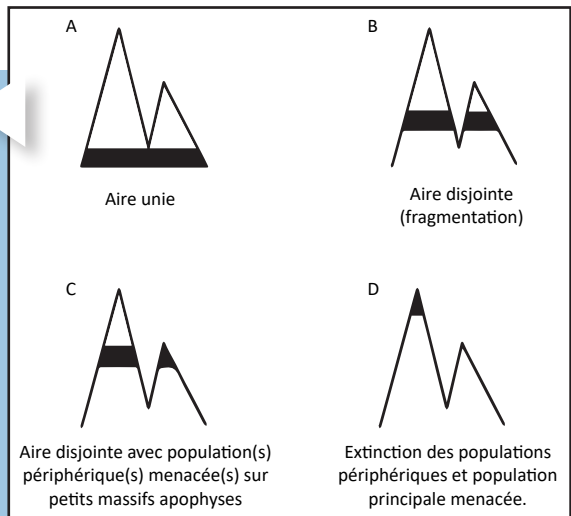 A
B
Aire unie
Aire disjointe
(fragmentation)
C
D
Aire disjointe avec population(s)
périphérique(s) menacée(s) sur
petits massifs apophyses
Extinction des populations
périphériques et population
principale menacée.